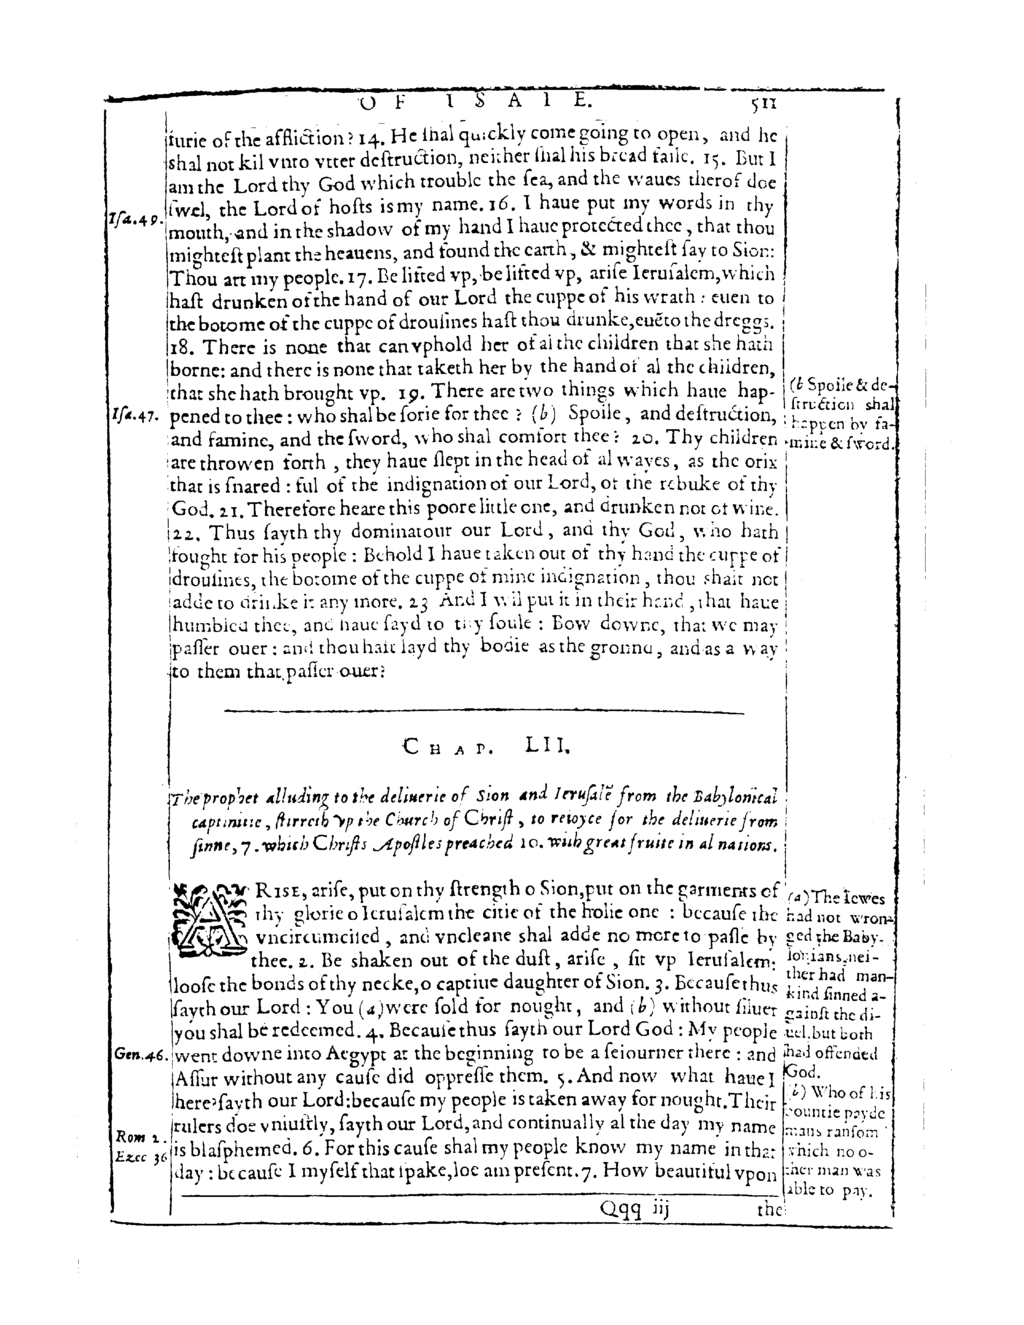 OF ISAIE. 511
furie of the affliction? 14. He shal quickly come going to open, and he
shal not kil vnto vtter destruction, neither shal his bread faile. 15. But I
am the Lord thy God which trouble the sea, and the waues therof doe
swel, the Lord of hosts is my name. 16. I haue put my words in thy
Isa.49.
mouth, and in the shadow of my hand I haue protected thee, that thou
mightest plant the heauens, and found the earth, & mightest say to Sion:
Thou art my people. 17. Be lifted vp, be lifted vp, arise Ierusalem, which
hast drunken of the hand of our Lord the cuppe of his wrath: euen to
the botome of the cuppe of drousines hast thou drunke, euē to the dreggs.
18. There is none that can vphold her of al the children that she hath
borne: and there is none that taketh her by the hand of al the children,
that she hath brought vp. 19. There are two things which haue hap-
Isa.47. pened to thee: who shal be sorie for thee? (b) Spoile, and destruction,
and famine, and the sword, who shal comfort thee? 20. Thy children
are throwen forth, they haue slept in the head of al wayes, as the orix
that is snared: ful of the indignation of our Lord, of the rebuke of thy
God. 21. Therefore heare this poore litle one, and drunken not of wine.
22. Thus sayth thy dominatour our Lord, and thy God, who hath
fought for his people: Behold I haue taken out of thy hand the cuppe of
drousines, the botome of the cuppe of mine indignation, thou shalt not
adde to drinke it any more. 23 And I wil put it in their hand, that haue
humbled thee, and haue sayd to thy soule: Bow downe, that we may
passer ouer: and thou hast layd thy bodie as the ground, and as a way
to them that passer ouer?
(b Spoile & de-
struction shal
happen by fa-
mine & sword.
CHAP. LII.
The prophet alluding to the deliuerie of Sion and Ierusalē from the Babylonical
captiuitie, stirreth vp the Church of Christ, to reioyce for the deliuerie from
sinne, 7. which Christs Apostles preached 10. with great fruite in al nations.
ARISE, arise, put on thy strength o Sion, put on the garments of
thy glorie o Ierusalem the citie of the holie one: because the
vncircumcised, and vncleane shal adde no more to passe by
thee. 2. Be shaken out of the dust, arise, sit vp Ierusalem:
loose the bonds of thy necke, o captiue daughter of Sion. 3. Because thus
sayth our Lord: You (a) were sold for nought, and (b) without siluer
you shal be redeemed. 4. Because thus sayth our Lord God: My people
Gen.46. went downe into Aegypt at the beginning to be a seiourner there: and
Assur without any cause did oppresse them. 5. And now what haue I
here, sayth our Lord: because my people is taken away for nought. Their
rulers doe vniustly, sayth our Lord, and continually al the day my name
Rom 2.
Ezec 36 is blasphemed. 6. For this cause shal my people know my name in that
day: because I myself that spake, loe am present. 7. How beautiful vpon
(a) The Iewes
had not wron-
ged the Baby-
lonians, nei-
ther had man-
kind sinned a-
gainst the di-
uel, but both
had offended
God.
(b) Who of his
countie payde
mans ransom
which no o-
ther man was
able to pay.
Qqq iij the